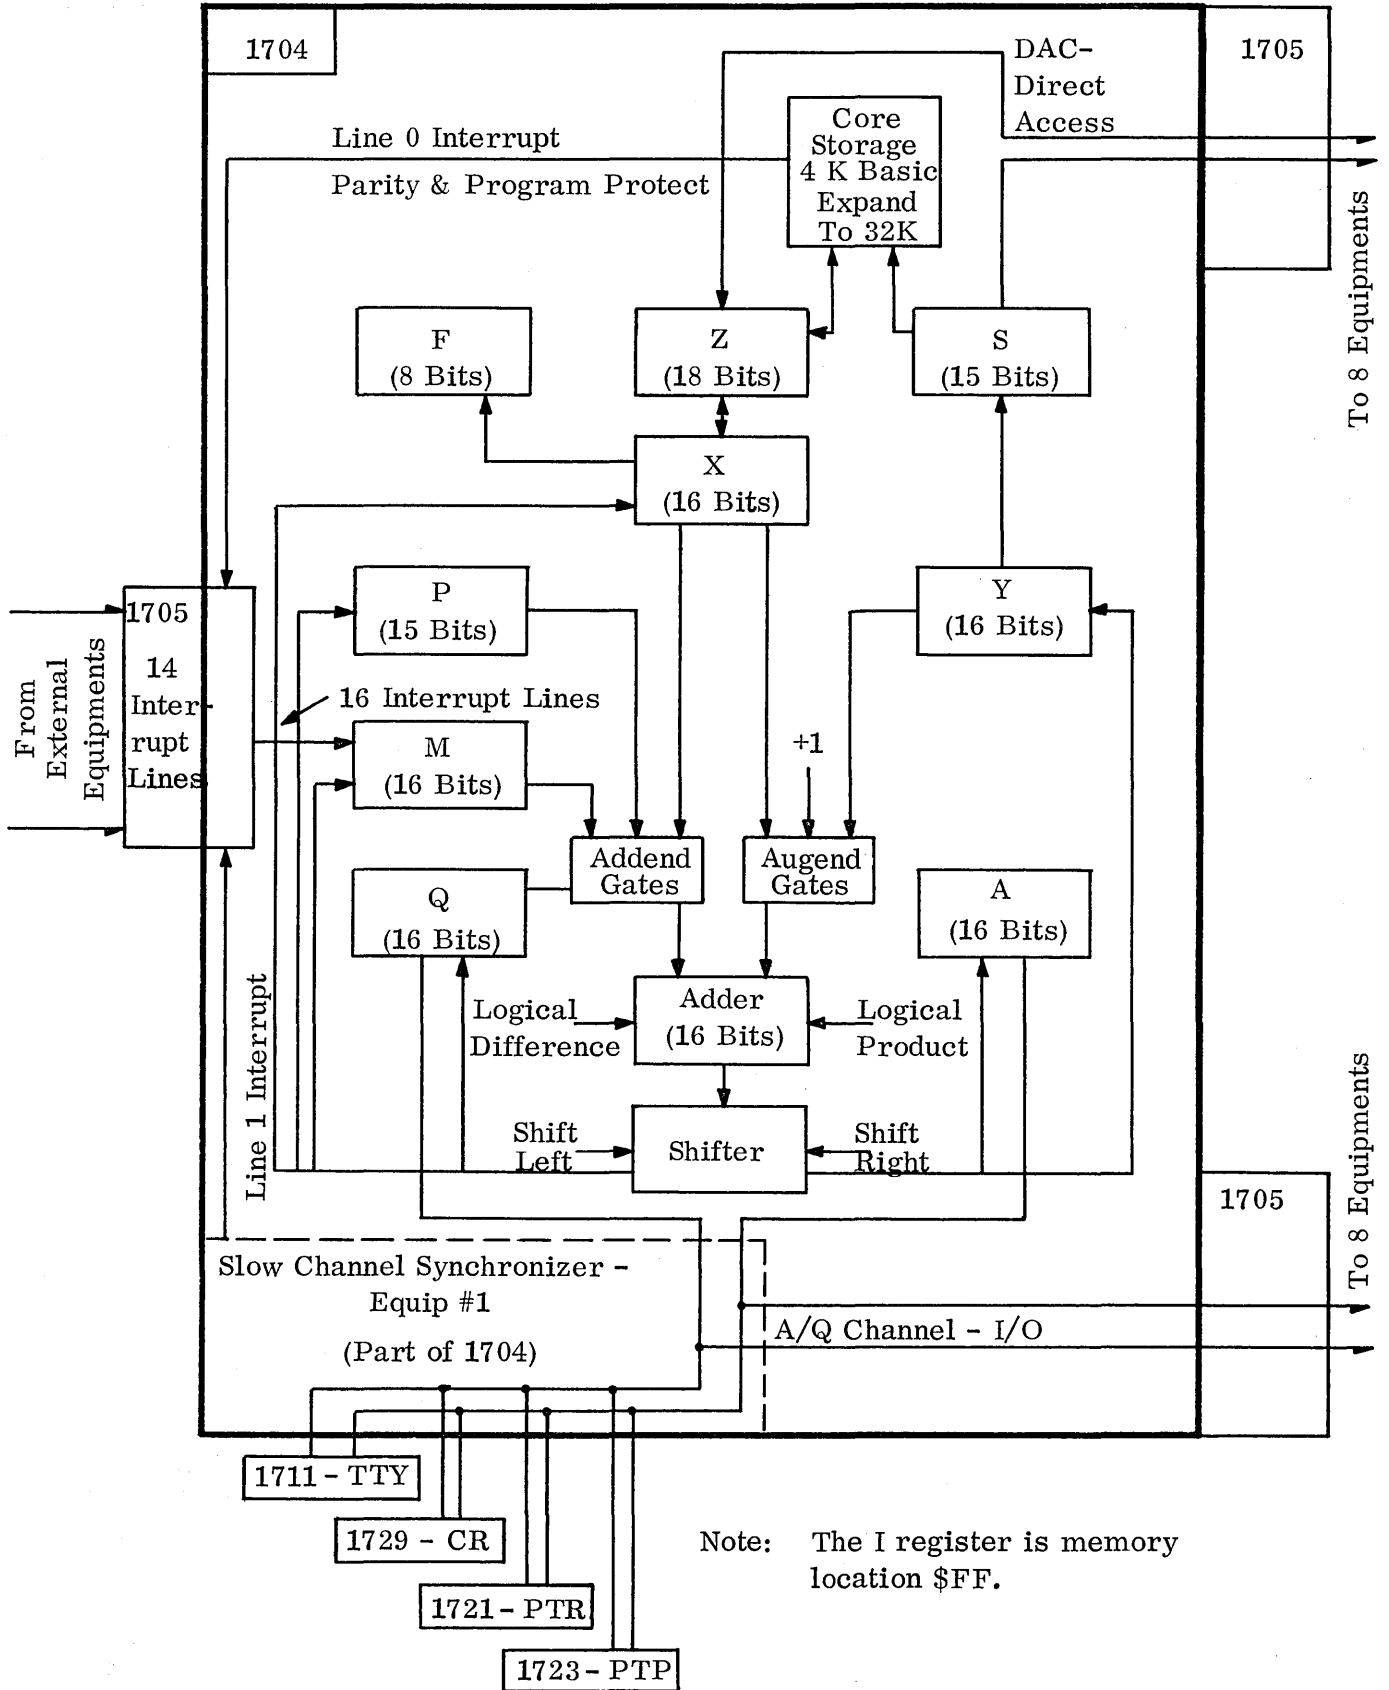 1704
DAC-
Direct
Access
1705
Core
Storage
4 K Basic
Expand
To 32K
Line 0 Interrupt
Parity & Program Protect
To 8 Equipments
F
(8 Bits)
Z
(18 Bits)
S
(15 Bits)
X
(16 Bits)
P
(15 Bits)
Y
(16 Bits)
1705
14
Inter-
rupt
Lines
From
External
Equipments
16 Interrupt Lines
M
(16 Bits)
+1
Addend
Gates
Augend
Gates
Q
(16 Bits)
A
(16 Bits)
Line 1 Interrupt
Logical
Difference
Adder
(16 Bits)
Logical
Product
Shift
Left
Shifter
Shift
Right
1705
To 8 Equipments
Slow Channel Synchronizer -
Equip #1
(Part of 1704)
A/Q Channel - I/O
1711 - TTY
1729 - CR
1721 - PTR
1723 - PTP
Note: The I register is memory
location $FF.